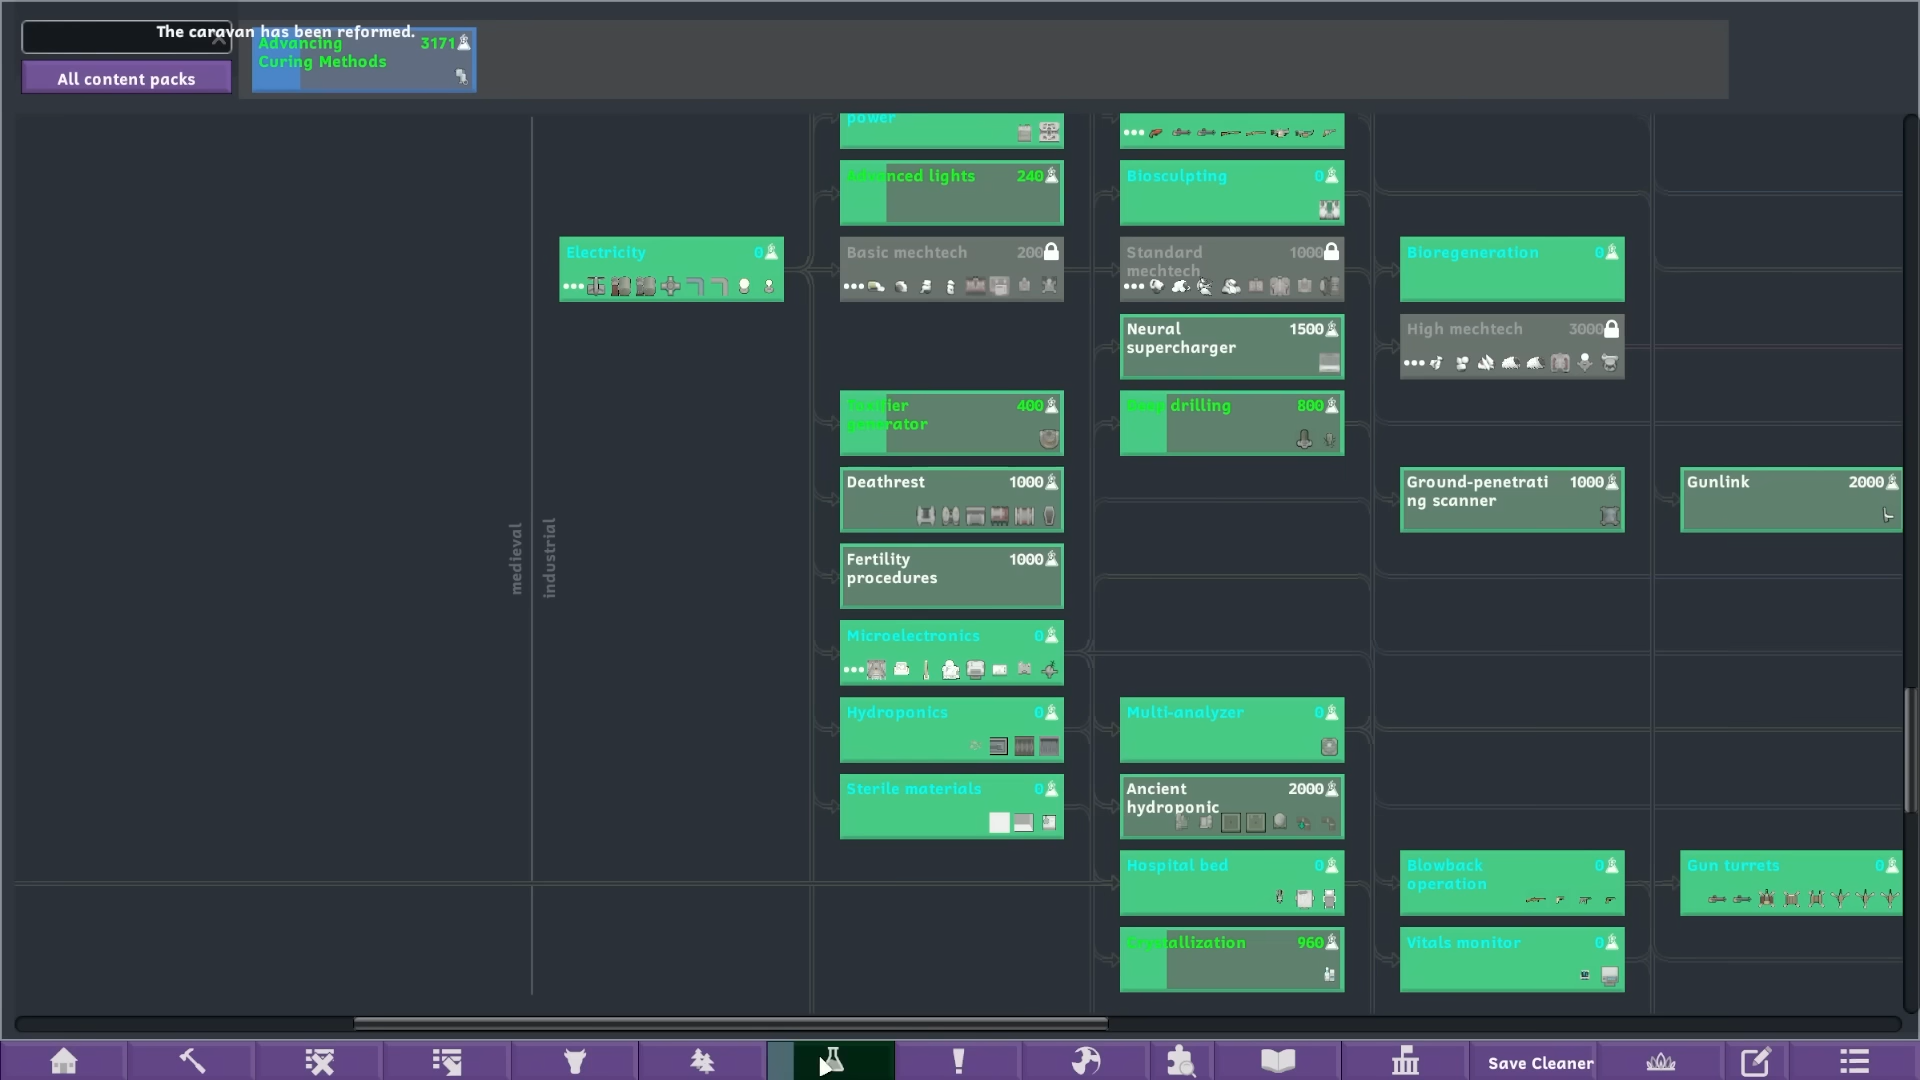 The caravan has been reformed.
Advancing 3171
Curing Methods
All content packs
power
Advanced lights 240
Biosculpting 0
Electricity 0
Basic mechtech 200
Standard 1000
mechtech
Bioregeneration 0
Neural 1500
supercharger
High mechtech 3000
generator 400
Deep drilling 800
Deathrest 1000
Ground-penetrati 1000
ng scanner
Gunlink 2000
medieval
industrial
Fertility 1000
procedures
Microelectronics 0
Hydroponics 0
Multi-analyzer 0
Sterile materials 0
Ancient 2000
hydroponic
Hospital bed 0
Blowback 0
operation
Gun turrets 0
Crystallization 960
Vitals monitor 0
Save Cleaner